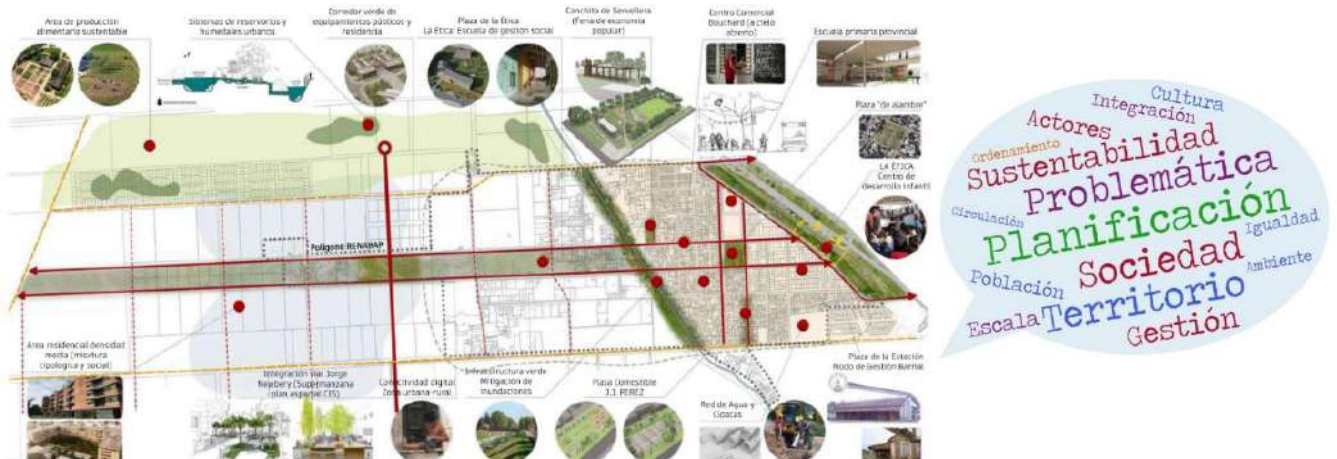 Area de producción
alimentaria sustentable
Sistemas de reservorios y
humedales urbanos
Corredor verde de
equipamientos públicos y
residencia
Plaza de la Ética
La Ética: Escuela de gestión social
Conchita de Servellera
(Feria de economía
popular)
Centro Comercial
Bouchard (a cielo
abierto)
Escuela primaria provincial
Plaza "de alambre"
LA ÉTICA
Centro de
desarrollo infantil
Polígono RENABAP
Área residencial densidad
media (mixtura
tipologica y social)
Integración vial Jorge
Newbery (Supermanzana
plan espacial CIS)
Conectividad digital
Zona urbana-rural
Infraestructura verde
Mitigación de
inundaciones
Plaza Comestible
J.J. PEREZ
Red de Agua y
Cloacas
Plaza de la Estación
Nodo de Gestión Barrial
Cultura
Integración
Actores
Ordenamiento
Sustentabilidad
Problemática
Circulación
Planificación
Igualdad
Sociedad
Ambiente
Población
Territorio
Escala
Gestión